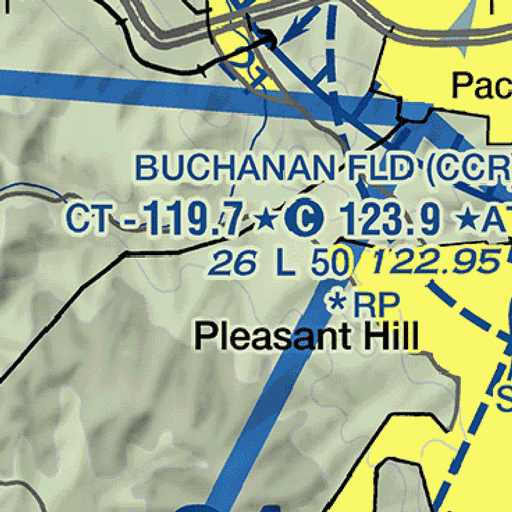 Pac
BUCHANAN FLD (CCR)
CT - 119.7 ★ C 123.9 ★ AT
26 L 50 122.95
* RP
Pleasant Hill
S